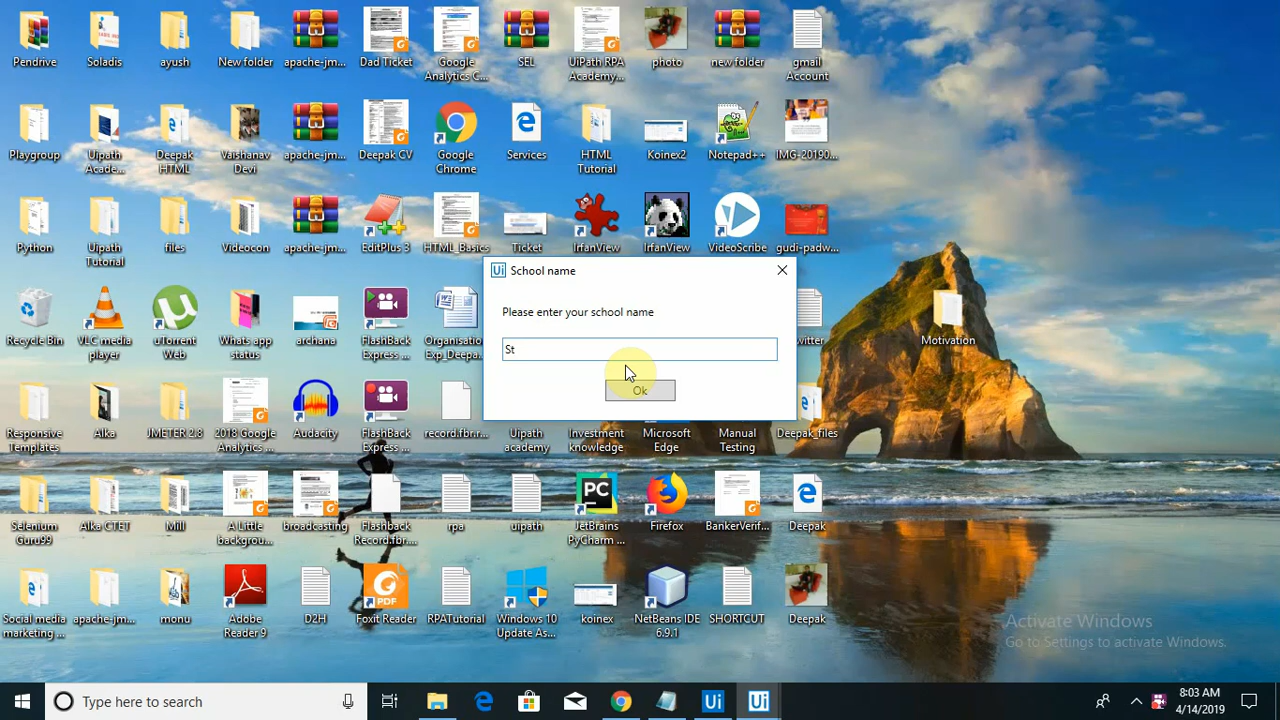 Pendrive
Soladis
ayush
New folder
apache-jm...
Dad Ticket
Google
Analytics C...
SEL
UiPath RPA
Academy...
photo
new folder
gmail
Account
Playgroup
Uipath
Acade...
Deepak
HTML
Vaishanav
Devi
apache-jm...
Deepak CV
Google
Chrome
Services
HTML
Tutorial
Koinex2
Notepad++
IMG-20190...
Python
Uipath
Tutorial
files
Videocon
apache-jm...
EditPlus 3
HTML_Basics
Ticket
IrfanView
IrfanView
VideoScribe
gudi-padw...
Ui School name
Please enter your school name
St
Ok
Recycle Bin
VLC media
player
uTorrent
Web
Whats app
status
archana
FlashBack
Express ...
Organisatio...
Exp_Deepa...
Motivation
Responsive
Templates
Alka
JMETER 2.8
2018 Google
Analytics ...
Audacity
FlashBack
Express ...
record.fbr.r...
Uipath
academy
Investment
knowledge
Microsoft
Edge
Manual
Testing
Deepak_files
Selenium
Guru99
Alka CTET
Mill
A Little
backgrou...
broadcasting
Flashback
Record.fbr....
rpa
uipath
PC
JetBrains
PyCharm ...
Firefox
BankerVerif...
Deepak
Social media
marketing ...
apache-jm...
monu
Adobe
Reader 9
D2H
PDF
Foxit Reader
RPATutorial
Windows 10
Update As...
koinex
NetBeans IDE
6.9.1
SHORTCUT
Deepak
Activate Windows
Go to Settings to activate Windows.
Type here to search
Ui
Ui
8:03 AM
4/14/2019